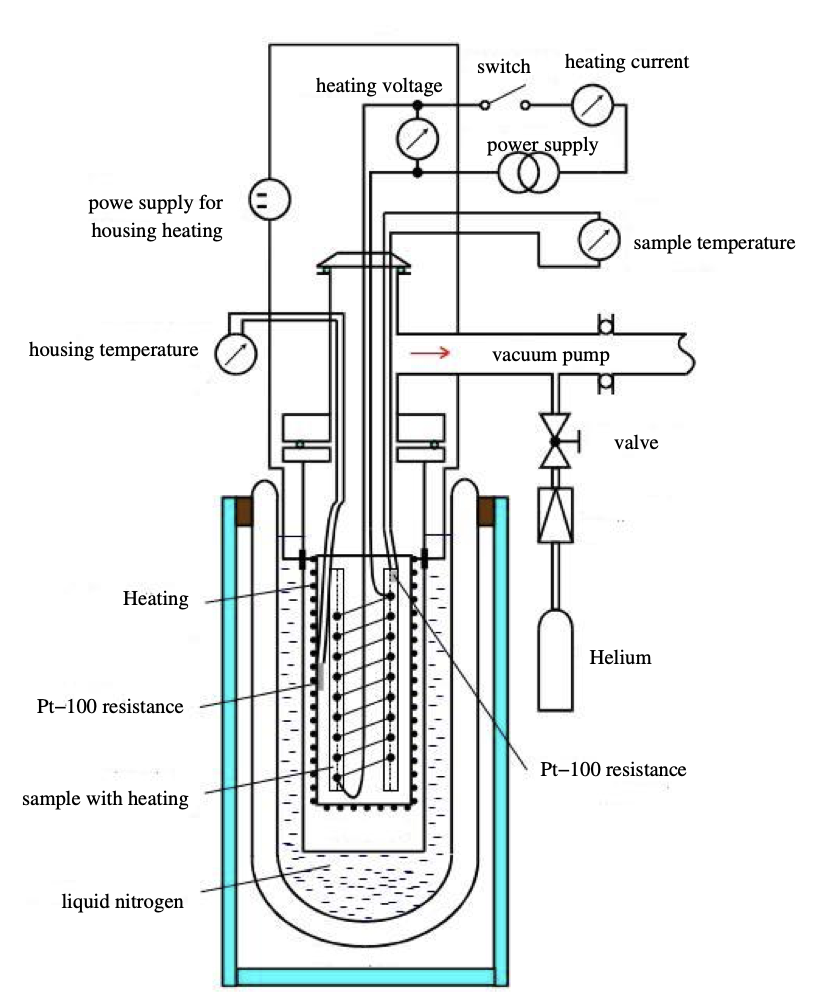 switch
heating current
heating voltage
power supply
powe supply for
housing heating
sample temperature
housing temperature
vacuum pump
valve
Heating
Helium
Pt−100 resistance
Pt−100 resistance
sample with heating
liquid nitrogen